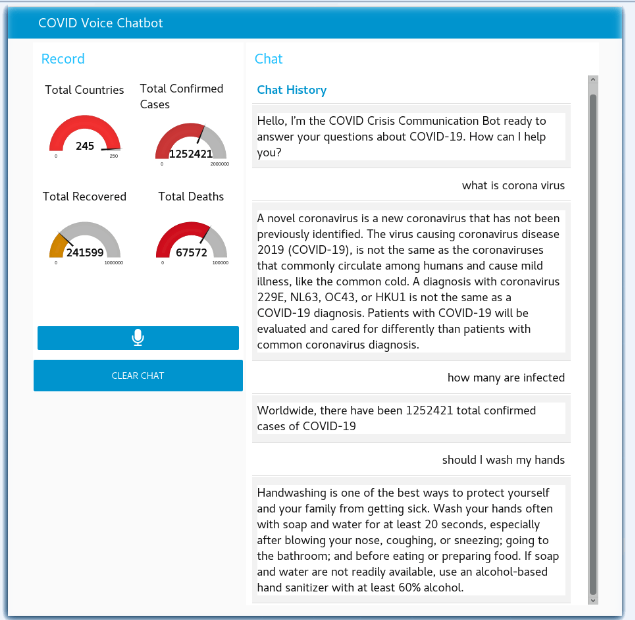 COVID Voice Chatbot
Record
Total Countries
245
0
250
Total Confirmed
Cases
1252421
0
2000000
Total Recovered
241599
0
1000000
Total Deaths
67572
0
100000
CLEAR CHAT
Chat
Chat History
Hello, I'm the COVID Crisis Communication Bot ready to
answer your questions about COVID-19. How can I help
you?
what is corona virus
A novel coronavirus is a new coronavirus that has not been
previously identified. The virus causing coronavirus disease
2019 (COVID-19), is not the same as the coronaviruses
that commonly circulate among humans and cause mild
illness, like the common cold. A diagnosis with coronavirus
229E, NL63, OC43, or HKU1 is not the same as a
COVID-19 diagnosis. Patients with COVID-19 will be
evaluated and cared for differently than patients with
common coronavirus diagnosis.
how many are infected
Worldwide, there have been 1252421 total confirmed
cases of COVID-19
should I wash my hands
Handwashing is one of the best ways to protect yourself
and your family from getting sick. Wash your hands often
with soap and water for at least 20 seconds, especially
after blowing your nose, coughing, or sneezing; going to
the bathroom; and before eating or preparing food. If soap
and water are not readily available, use an alcohol-based
hand sanitizer with at least 60% alcohol.